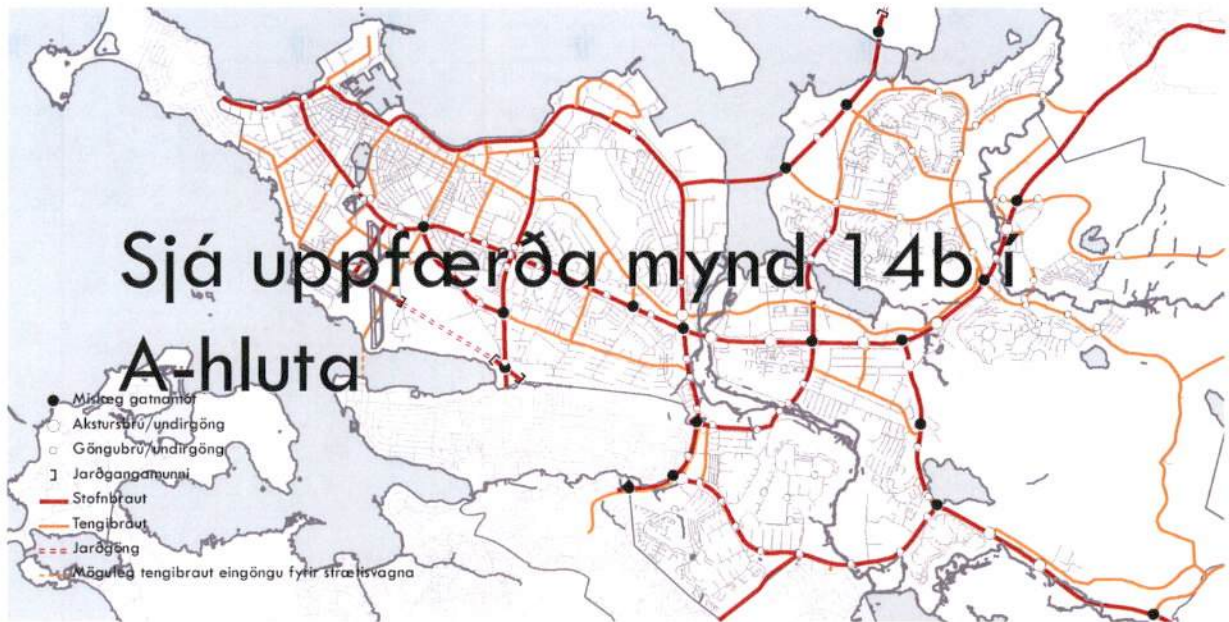 Sjá uppfærða mynd 14b í
A-hluta
Mislæg gatnamót
Akstursbrú/undirgöng
Göngubrú/undirgöng
Jarðgangamunni
Stofnbraut
Tengibraut
Jarðgöng
Möguleg tengibraut eingöngu fyrir strætisvagna